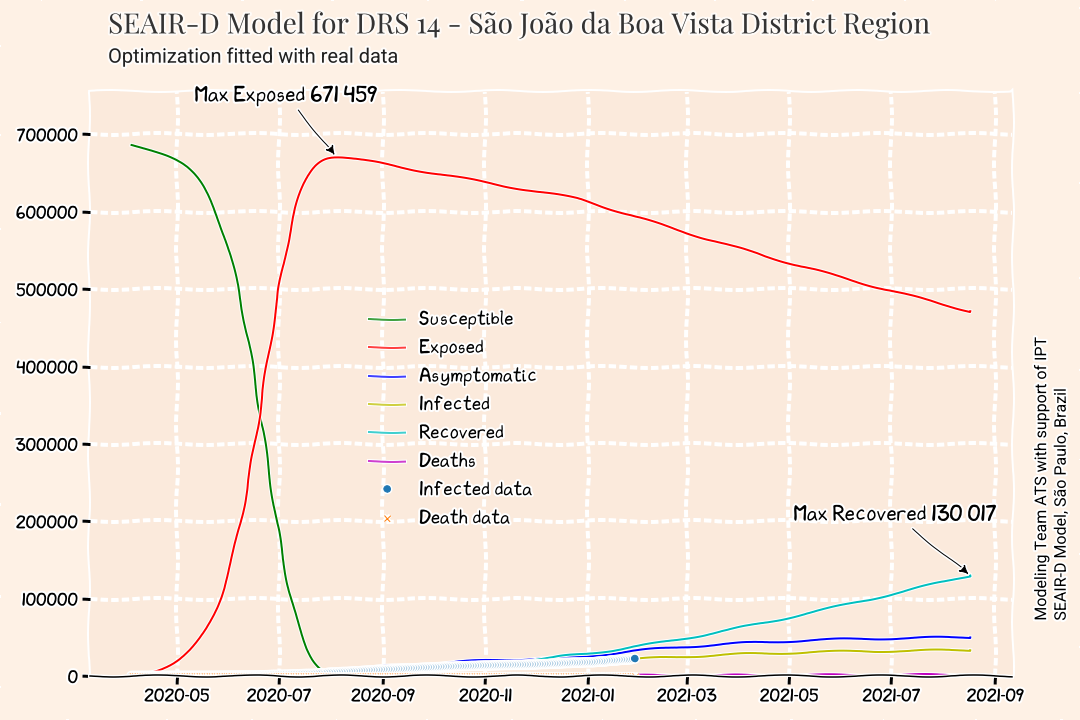 SEAIR-D Model for DRS 14 - São João da Boa Vista District Region
Optimization fitted with real data
Max Exposed 671 459
700000
600000
500000
400000
300000
200000
100000
0
Susceptible
Exposed
Asymptomatic
Infected
Recovered
Deaths
Infected data
Death data
Max Recovered 130 017
2020-05
2020-07
2020-09
2020-11
2021-01
2021-03
2021-05
2021-07
2021-09
Modeling Team ATS with support of IPT
SEAIR-D Model, São Paulo, Brazil